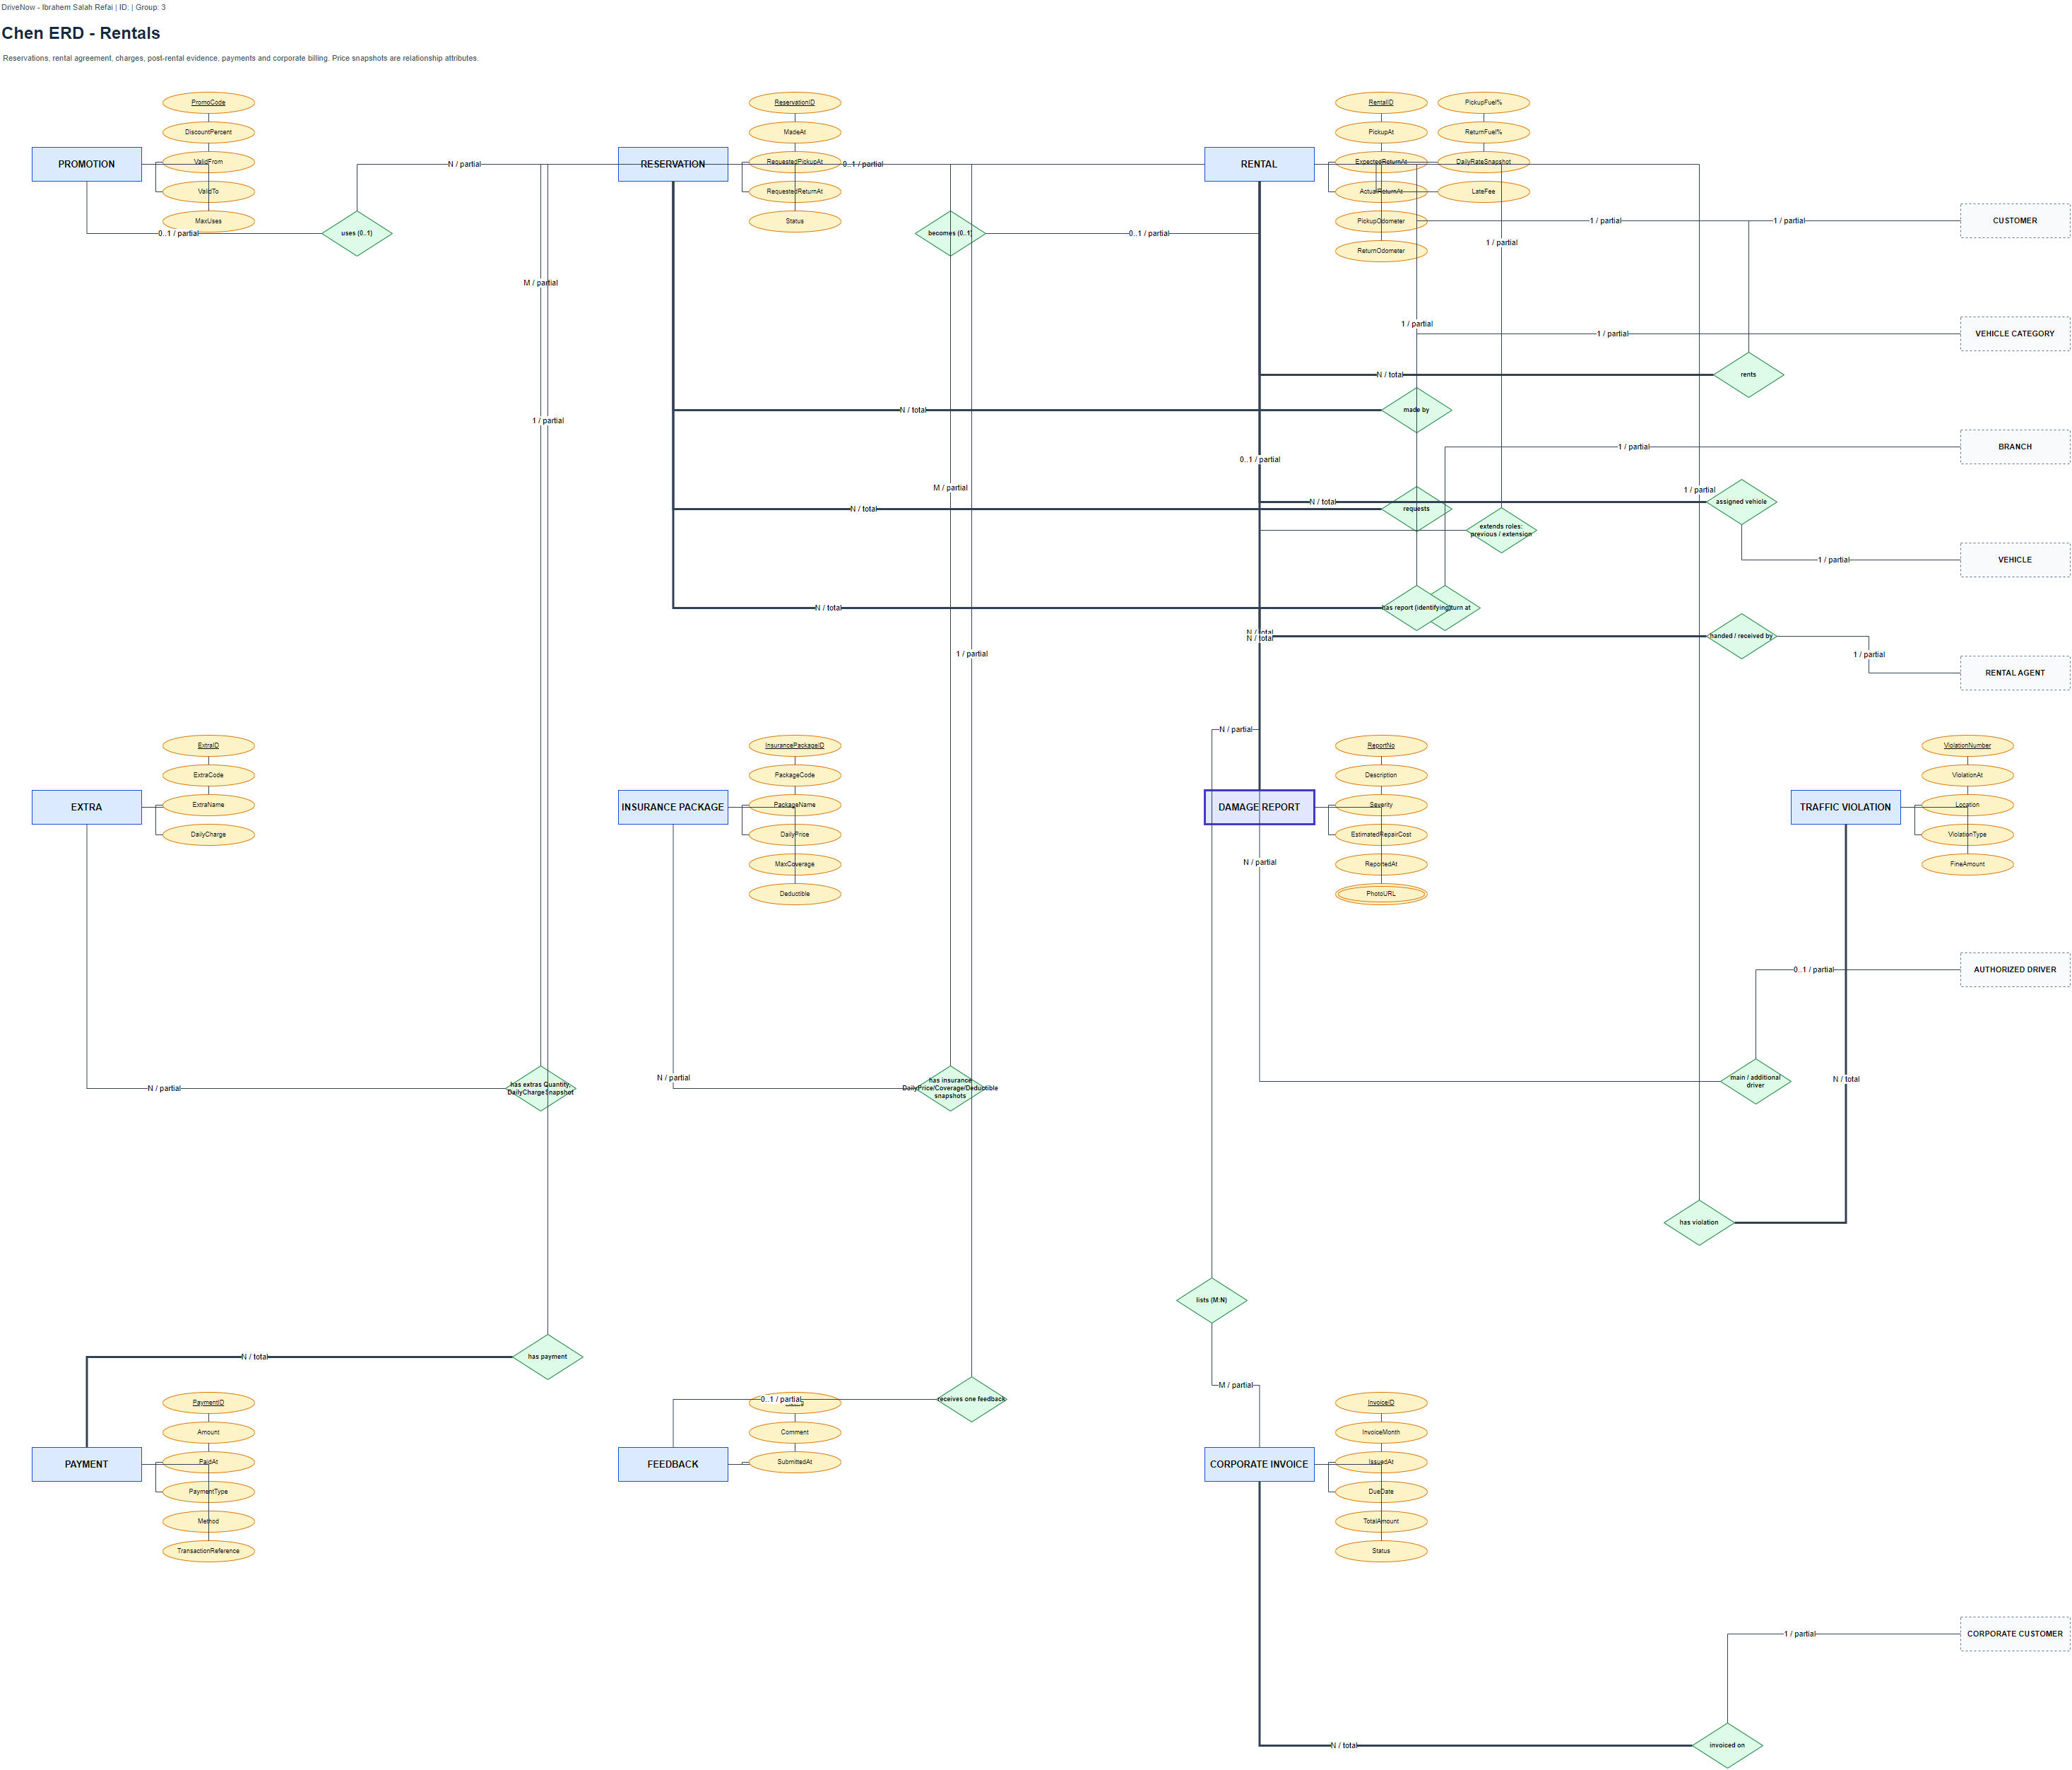 DriveNow - Ibrahem Salah Refai | ID: | Group: 3
Chen ERD - Rentals
Reservations, rental agreement, charges, post-rental evidence, payments and corporate billing. Price snapshots are relationship attributes.
PromoCode
ReservationID
RentalID
PickupFuel%
DiscountPercent
MadeAt
PickupAt
ReturnFuel%
PROMOTION
ValidFrom
N / partial
RESERVATION
RequestedPickupAt
0..1 / partial
RENTAL
ExpectedReturnAt
DailyRateSnapshot
ValidTo
RequestedReturnAt
ActualReturnAt
LateFee
MaxUses
Status
PickupOdometer
1 / partial
1 / partial
CUSTOMER
0..1 / partial
uses (0..1)
becomes (0..1)
0..1 / partial
1 / partial
ReturnOdometer
M / partial
1 / partial
1 / partial
VEHICLE CATEGORY
N / total
rents
N / total
made by
1 / partial
1 / partial
BRANCH
0..1 / partial
M / partial
1 / partial
N / total
requests
N / total
assigned vehicle
extends roles:
previous / extension
1 / partial
VEHICLE
N / total
has report (identifying)
turn at
N / total
N / total
handed / received by
1 / partial
1 / partial
RENTAL AGENT
N / partial
ExtraID
InsurancePackageID
ReportNo
ViolationNumber
ExtraCode
PackageCode
Description
ViolationAt
EXTRA
ExtraName
INSURANCE PACKAGE
PackageName
DAMAGE REPORT
Severity
TRAFFIC VIOLATION
Location
DailyCharge
DailyPrice
EstimatedRepairCost
ViolationType
MaxCoverage
N / partial
ReportedAt
FineAmount
Deductible
PhotoURL
0..1 / partial
AUTHORIZED DRIVER
N / partial
has extras Quantity,
DailyChargeSnapshot
N / partial
has insurance
DailyPrice/Coverage/Deductible
snapshots
main / additional
driver
N / total
has violation
lists (M:N)
N / total
has payment
M / partial
PaymentID
0..1 / partial
receives one feedback
InvoiceID
Amount
Comment
InvoiceMonth
PAYMENT
PaidAt
FEEDBACK
SubmittedAt
CORPORATE INVOICE
IssuedAt
PaymentType
DueDate
Method
TotalAmount
TransactionReference
Status
1 / partial
CORPORATE CUSTOMER
N / total
invoiced on